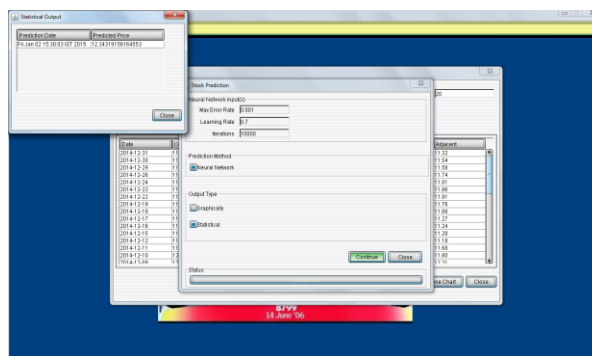 Statistical Output
Prediction Date Predicted Price
Fri Jan 02 15:30:03 IST 2015 12.34319156164553
Close
Stock Prediction
Neural Network Input(s)
Max Error Rate 0.001
Learning Rate 0.7
Iterations 10000
Prediction Method
Neural Network
Output Type
Graphically
Statistical
Continue Close
Status
20
Date Adjacent
2014-12-31 11.32
2014-12-30 11.54
2014-12-29 11.58
2014-12-26 11.74
2014-12-24 11.81
2014-12-23 11.88
2014-12-22 11.81
2014-12-19 11.78
2014-12-18 11.88
2014-12-17 11.27
2014-12-16 11.24
2014-12-15 11.28
2014-12-12 11.18
2014-12-11 11.68
2014-12-10 11.93
Chart Close
8799
14 June '06